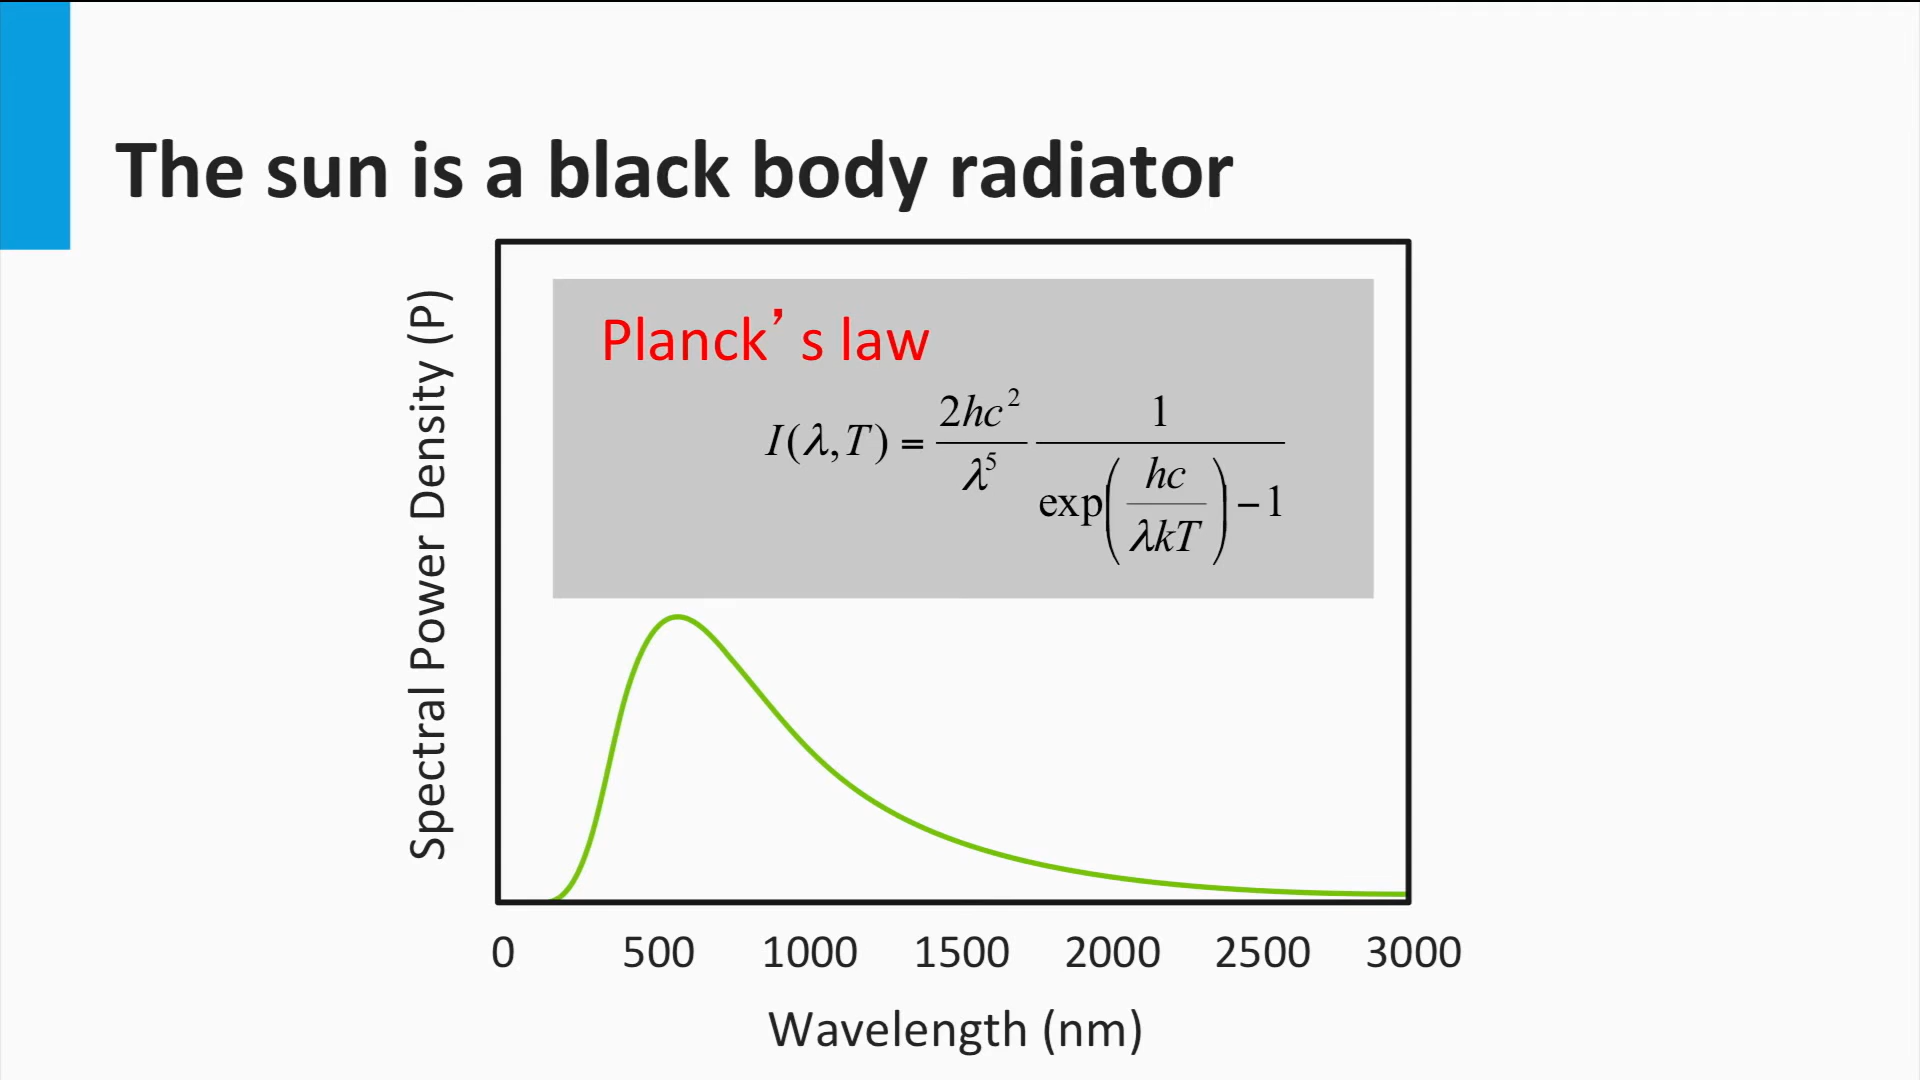 The sun is a black body radiator
Spectral Power Density (P)
Planck’s law
I(λ,T) = 2hc² / λ⁵ 1 / exp(hc / λkT) − 1
0 500 1000 1500 2000 2500 3000
Wavelength (nm)